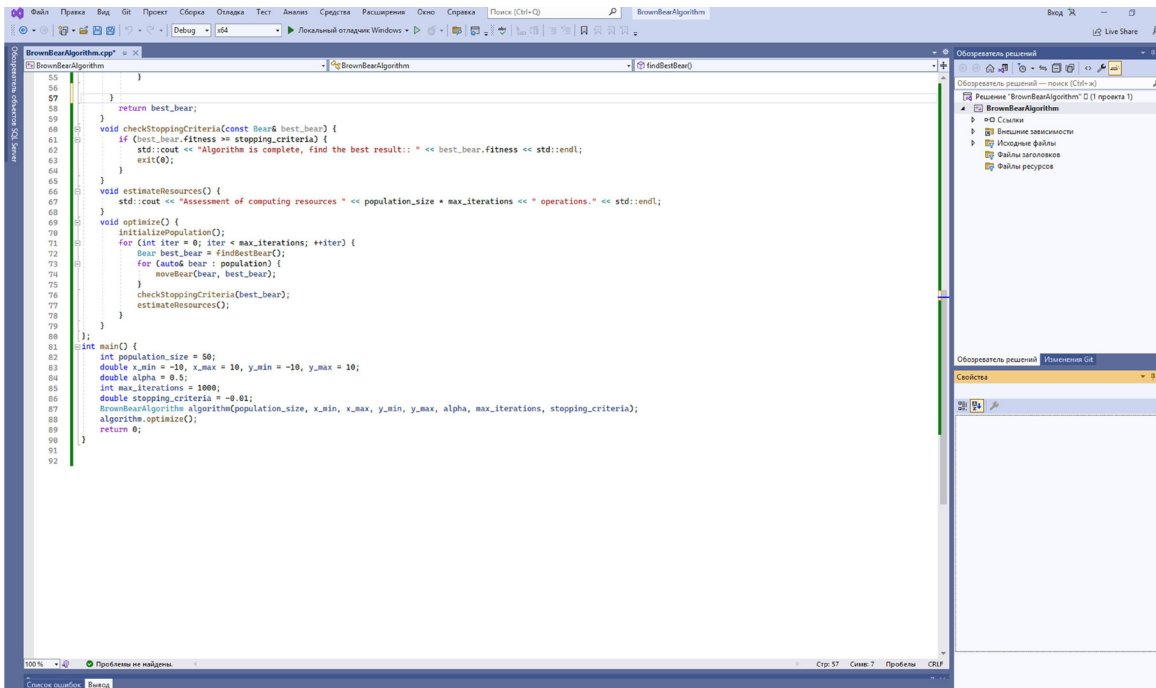 Файл Правка Вид Git Проект Сборка Отладка Тест Анализ Средства Расширения Окно Справка Поиск (Ctrl+Q) BrownBearAlgorithm Вход
Debug x64 Локальный отладчик Windows Live Share
Обозреватель объектов SQL Server
BrownBearAlgorithm.cpp*
BrownBearAlgorithm BrownBearAlgorithm findBestBear()
55 }
56
57 }
58 return best_bear;
59 }
60 void checkStoppingCriteria(const Bear& best_bear) {
61 if (best_bear.fitness >= stopping_criteria) {
62 std::cout << "Algorithm is complete, find the best result:: " << best_bear.fitness << std::endl;
63 exit(0);
64 }
65 }
66 void estimateResources() {
67 std::cout << "Assessment of computing resources " << population_size * max_iterations << " operations." << std::endl;
68 }
69 void optimize() {
70 initializePopulation();
71 for (int iter = 0; iter < max_iterations; ++iter) {
72 Bear best_bear = findBestBear();
73 for (auto& bear : population) {
74 moveBear(bear, best_bear);
75 }
76 checkStoppingCriteria(best_bear);
77 estimateResources();
78 }
79 }
80 };
81 int main() {
82 int population_size = 50;
83 double x_min = -10, x_max = 10, y_min = -10, y_max = 10;
84 double alpha = 0.5;
85 int max_iterations = 1000;
86 double stopping_criteria = -0.01;
87 BrownBearAlgorithm algorithm(population_size, x_min, x_max, y_min, y_max, alpha, max_iterations, stopping_criteria);
88 algorithm.optimize();
89 return 0;
90 }
91
92
100 % Проблемы не найдены. Стр: 57 Симв: 7 Пробелы CRLF
Список ошибок Вывод
Обозреватель решений
Обозреватель решений — поиск (Ctrl+ж)
Решение "BrownBearAlgorithm" (1 проекта 1)
BrownBearAlgorithm
Ссылки
Внешние зависимости
Исходные файлы
Файлы заголовков
Файлы ресурсов
Обозреватель решений Изменения Git
Свойства